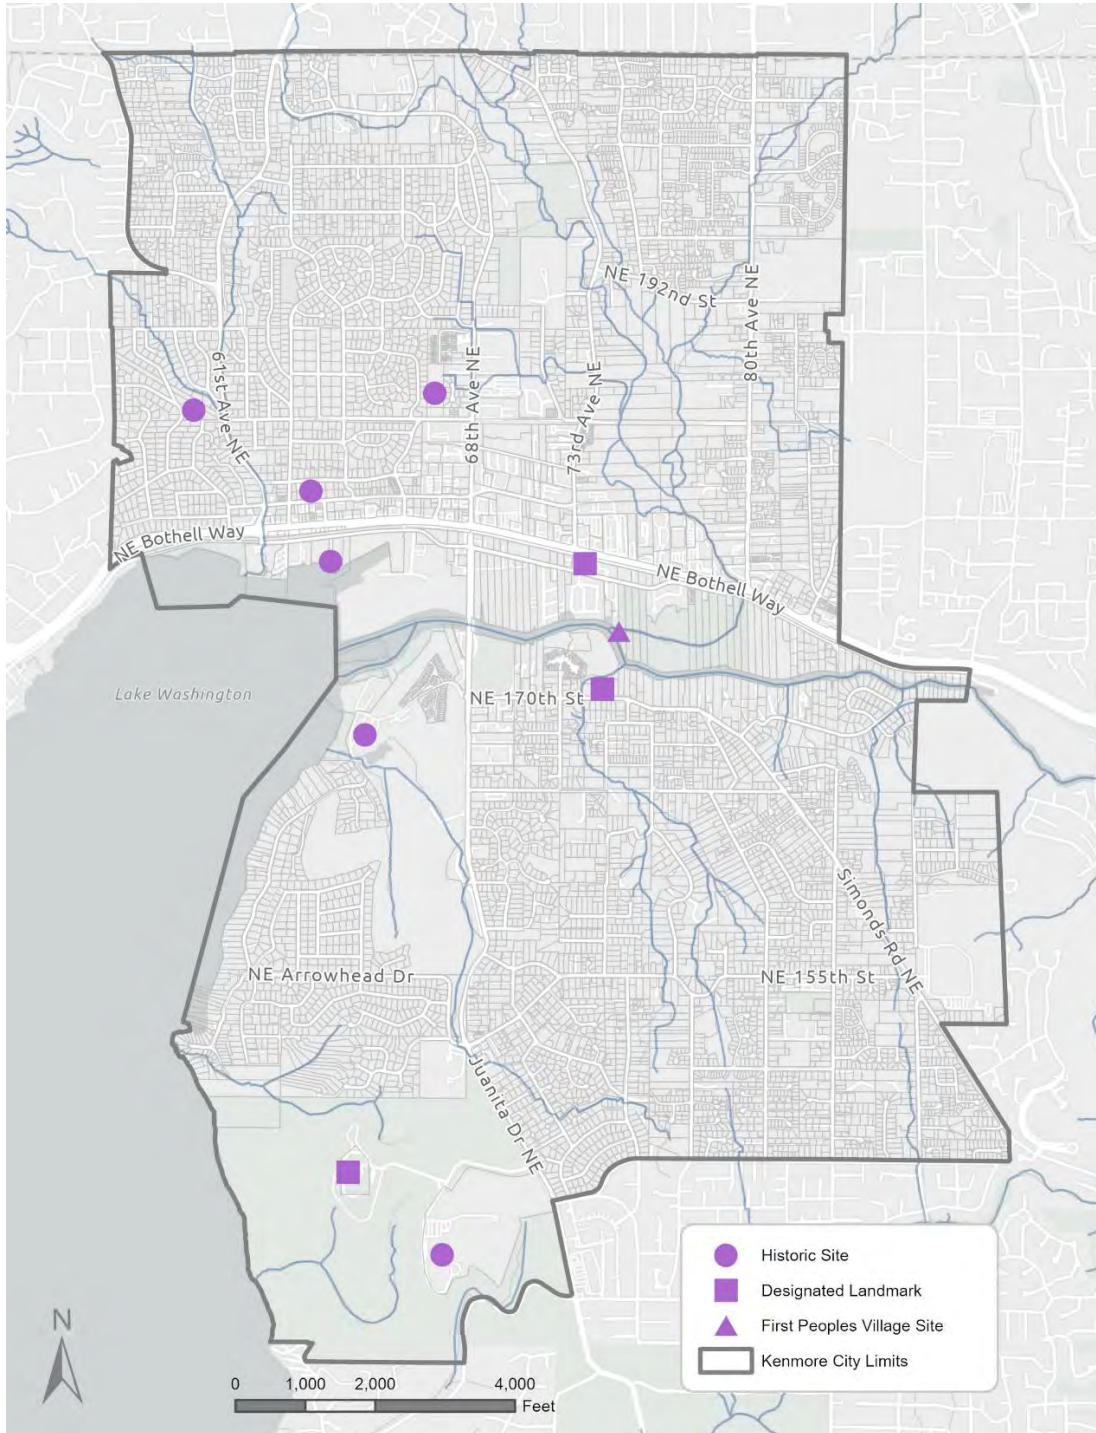 NE 192nd St
80th Ave NE
61st Ave NE
68th Ave NE
73rd Ave NE
NE Bothell Way
NE Bothell Way
Lake Washington
NE 170th St
Simonds Rd NE
NE Arrowhead Dr
NE 155th St
Juanita Dr NE
Historic Site
Designated Landmark
First Peoples Village Site
Kenmore City Limits
N
0 1,000 2,000 4,000
Feet